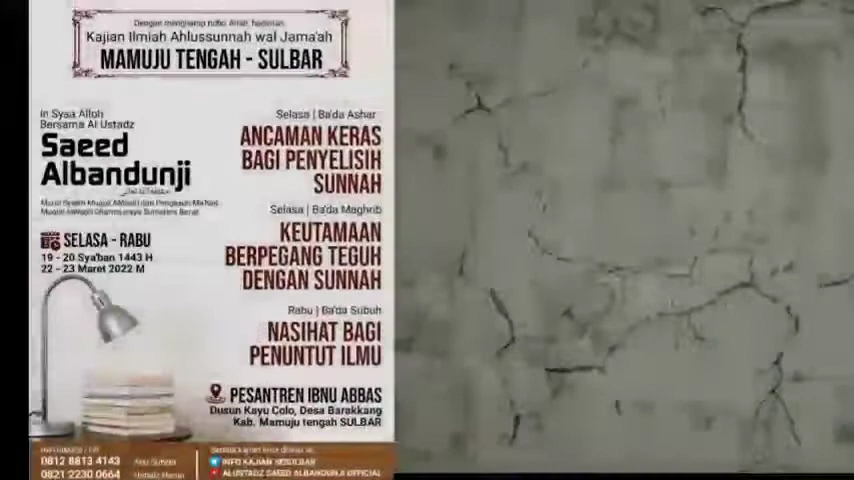 Dengan mengharap ridho Allah, hadirilah
Kajian Ilmiah Ahlussunnah wal Jama'ah
MAMUJU TENGAH - SULBAR
In Syaa Alloh
Bersama Al Ustadz
Saeed
Albandunji
SELASA - RABU
19 - 20 Sya'ban 1443 H
22 - 23 Maret 2022 M
Selasa | Ba'da Ashar
ANCAMAN KERAS
BAGI PENYELISIH
SUNNAH
Selasa | Ba'da Maghrib
KEUTAMAAN
BERPEGANG TEGUH
DENGAN SUNNAH
Rabu | Ba'da Subuh
NASIHAT BAGI
PENUNTUT ILMU
PESANTREN IBNU ABBAS
Dusun Kayu Colo, Desa Barakkang
Kab. Mamuju tengah SULBAR
0812 8813 4143
0821 2230 0664
INFO KAJIAN SESULBAR
ALUSTADZ SAEED ALBANDUNJI OFFICIAL